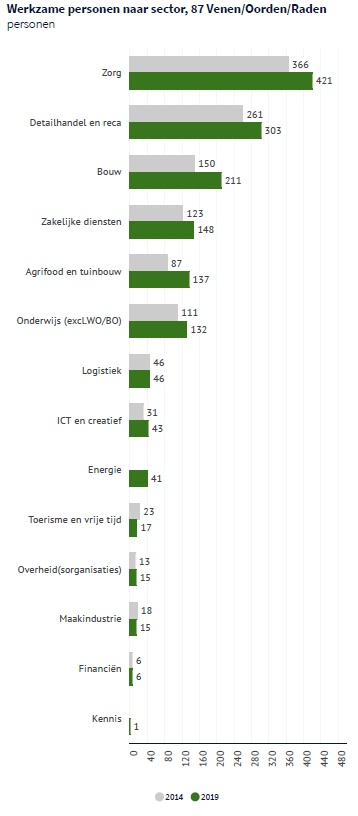 Werkzame personen naar sector, 87 Venen/Oorden/Raden
personen
Zorg 366
421
Detailhandel en reca 261
303
Bouw 150
211
Zakelijke diensten 123
148
Agrifood en tuinbouw 87
137
Onderwijs (excl.WO/BO) 111
132
Logistiek 46
46
ICT en creatief 31
43
Energie 41
Toerisme en vrije tijd 23
17
Overheid(sorganisaties) 13
15
Maakindustrie 18
15
Financiën 6
6
Kennis 1
0 40 80 120 160 200 240 280 320 360 400 440 480
2014 2019